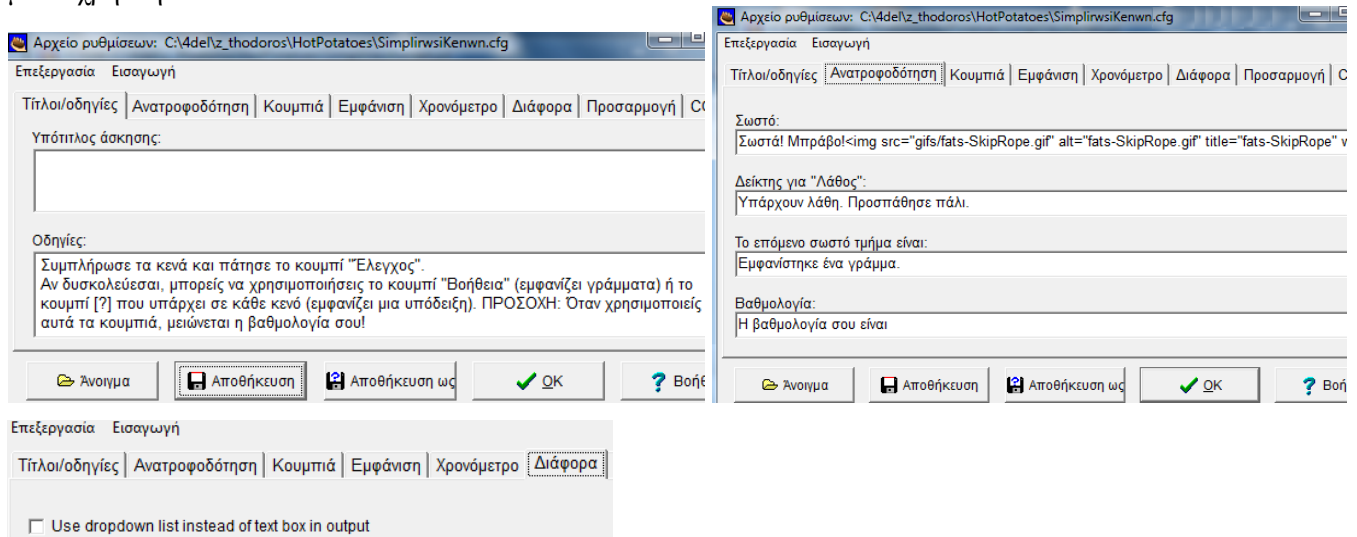 Αρχείο ρυθμίσεων: C:\4del\z_thodoros\HotPotatoes\SimplirwsiKenwn.cfg
Επεξεργασία Εισαγωγή
Τίτλοι/οδηγίες Ανατροφοδότηση Κουμπιά Εμφάνιση Χρονόμετρο Διάφορα Προσαρμογή
Υπότιτλος άσκησης:
Οδηγίες:
Συμπλήρωσε τα κενά και πάτησε το κουμπί "Έλεγχος".
Αν δυσκολεύεσαι, μπορείς να χρησιμοποιήσεις το κουμπί "Βοήθεια" (εμφανίζει γράμματα) ή το
κουμπί [?] που υπάρχει σε κάθε κενό (εμφανίζει μια υπόδειξη). ΠΡΟΣΟΧΗ: Όταν χρησιμοποιείς
αυτά τα κουμπιά, μειώνεται η βαθμολογία σου!
Άνοιγμα Αποθήκευση Αποθήκευση ως OK
Αρχείο ρυθμίσεων: C:\4del\z_thodoros\HotPotatoes\SimplirwsiKenwn.cfg
Επεξεργασία Εισαγωγή
Τίτλοι/οδηγίες Ανατροφοδότηση Κουμπιά Εμφάνιση Χρονόμετρο Διάφορα Προσαρμογή
Σωστό:
Σωστά! Μπράβο!<img src="gifs/fats-SkipRope.gif" alt="fats-SkipRope.gif" title="fats-SkipRope"
Δείκτης για "Λάθος":
Υπάρχουν λάθη. Προσπάθησε πάλι.
Το επόμενο σωστό τμήμα είναι:
Εμφανίστηκε ένα γράμμα.
Βαθμολογία:
Η βαθμολογία σου είναι
Άνοιγμα Αποθήκευση Αποθήκευση ως OK
Επεξεργασία Εισαγωγή
Τίτλοι/οδηγίες Ανατροφοδότηση Κουμπιά Εμφάνιση Χρονόμετρο Διάφορα
Use dropdown list instead of text box in output